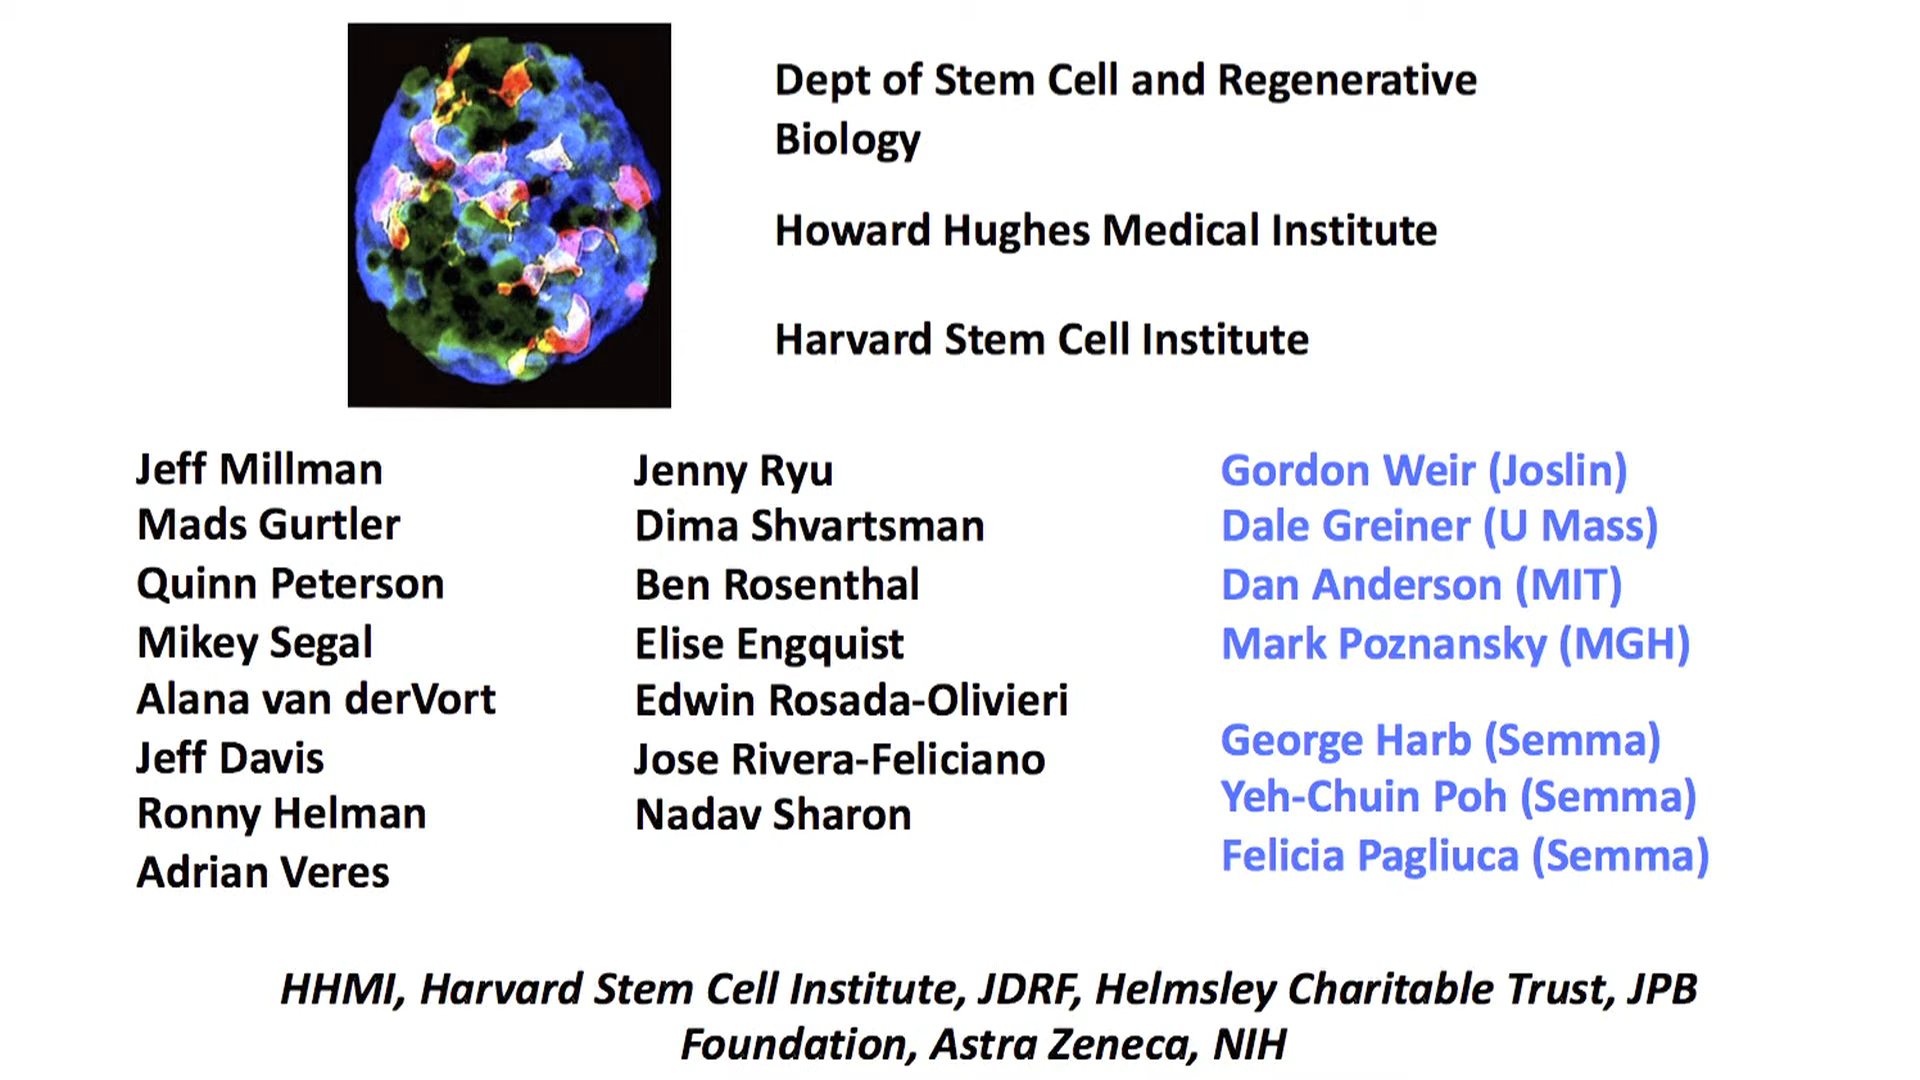 Dept of Stem Cell and Regenerative
Biology
Howard Hughes Medical Institute
Harvard Stem Cell Institute
Jeff Millman
Mads Gurtler
Quinn Peterson
Mikey Segal
Alana van derVort
Jeff Davis
Ronny Helman
Adrian Veres
Jenny Ryu
Dima Shvartsman
Ben Rosenthal
Elise Engquist
Edwin Rosada-Olivieri
Jose Rivera-Feliciano
Nadav Sharon
Gordon Weir (Joslin)
Dale Greiner (U Mass)
Dan Anderson (MIT)
Mark Poznansky (MGH)
George Harb (Semma)
Yeh-Chuin Poh (Semma)
Felicia Pagliuca (Semma)
HHMI, Harvard Stem Cell Institute, JDRF, Helmsley Charitable Trust, JPB
Foundation, Astra Zeneca, NIH